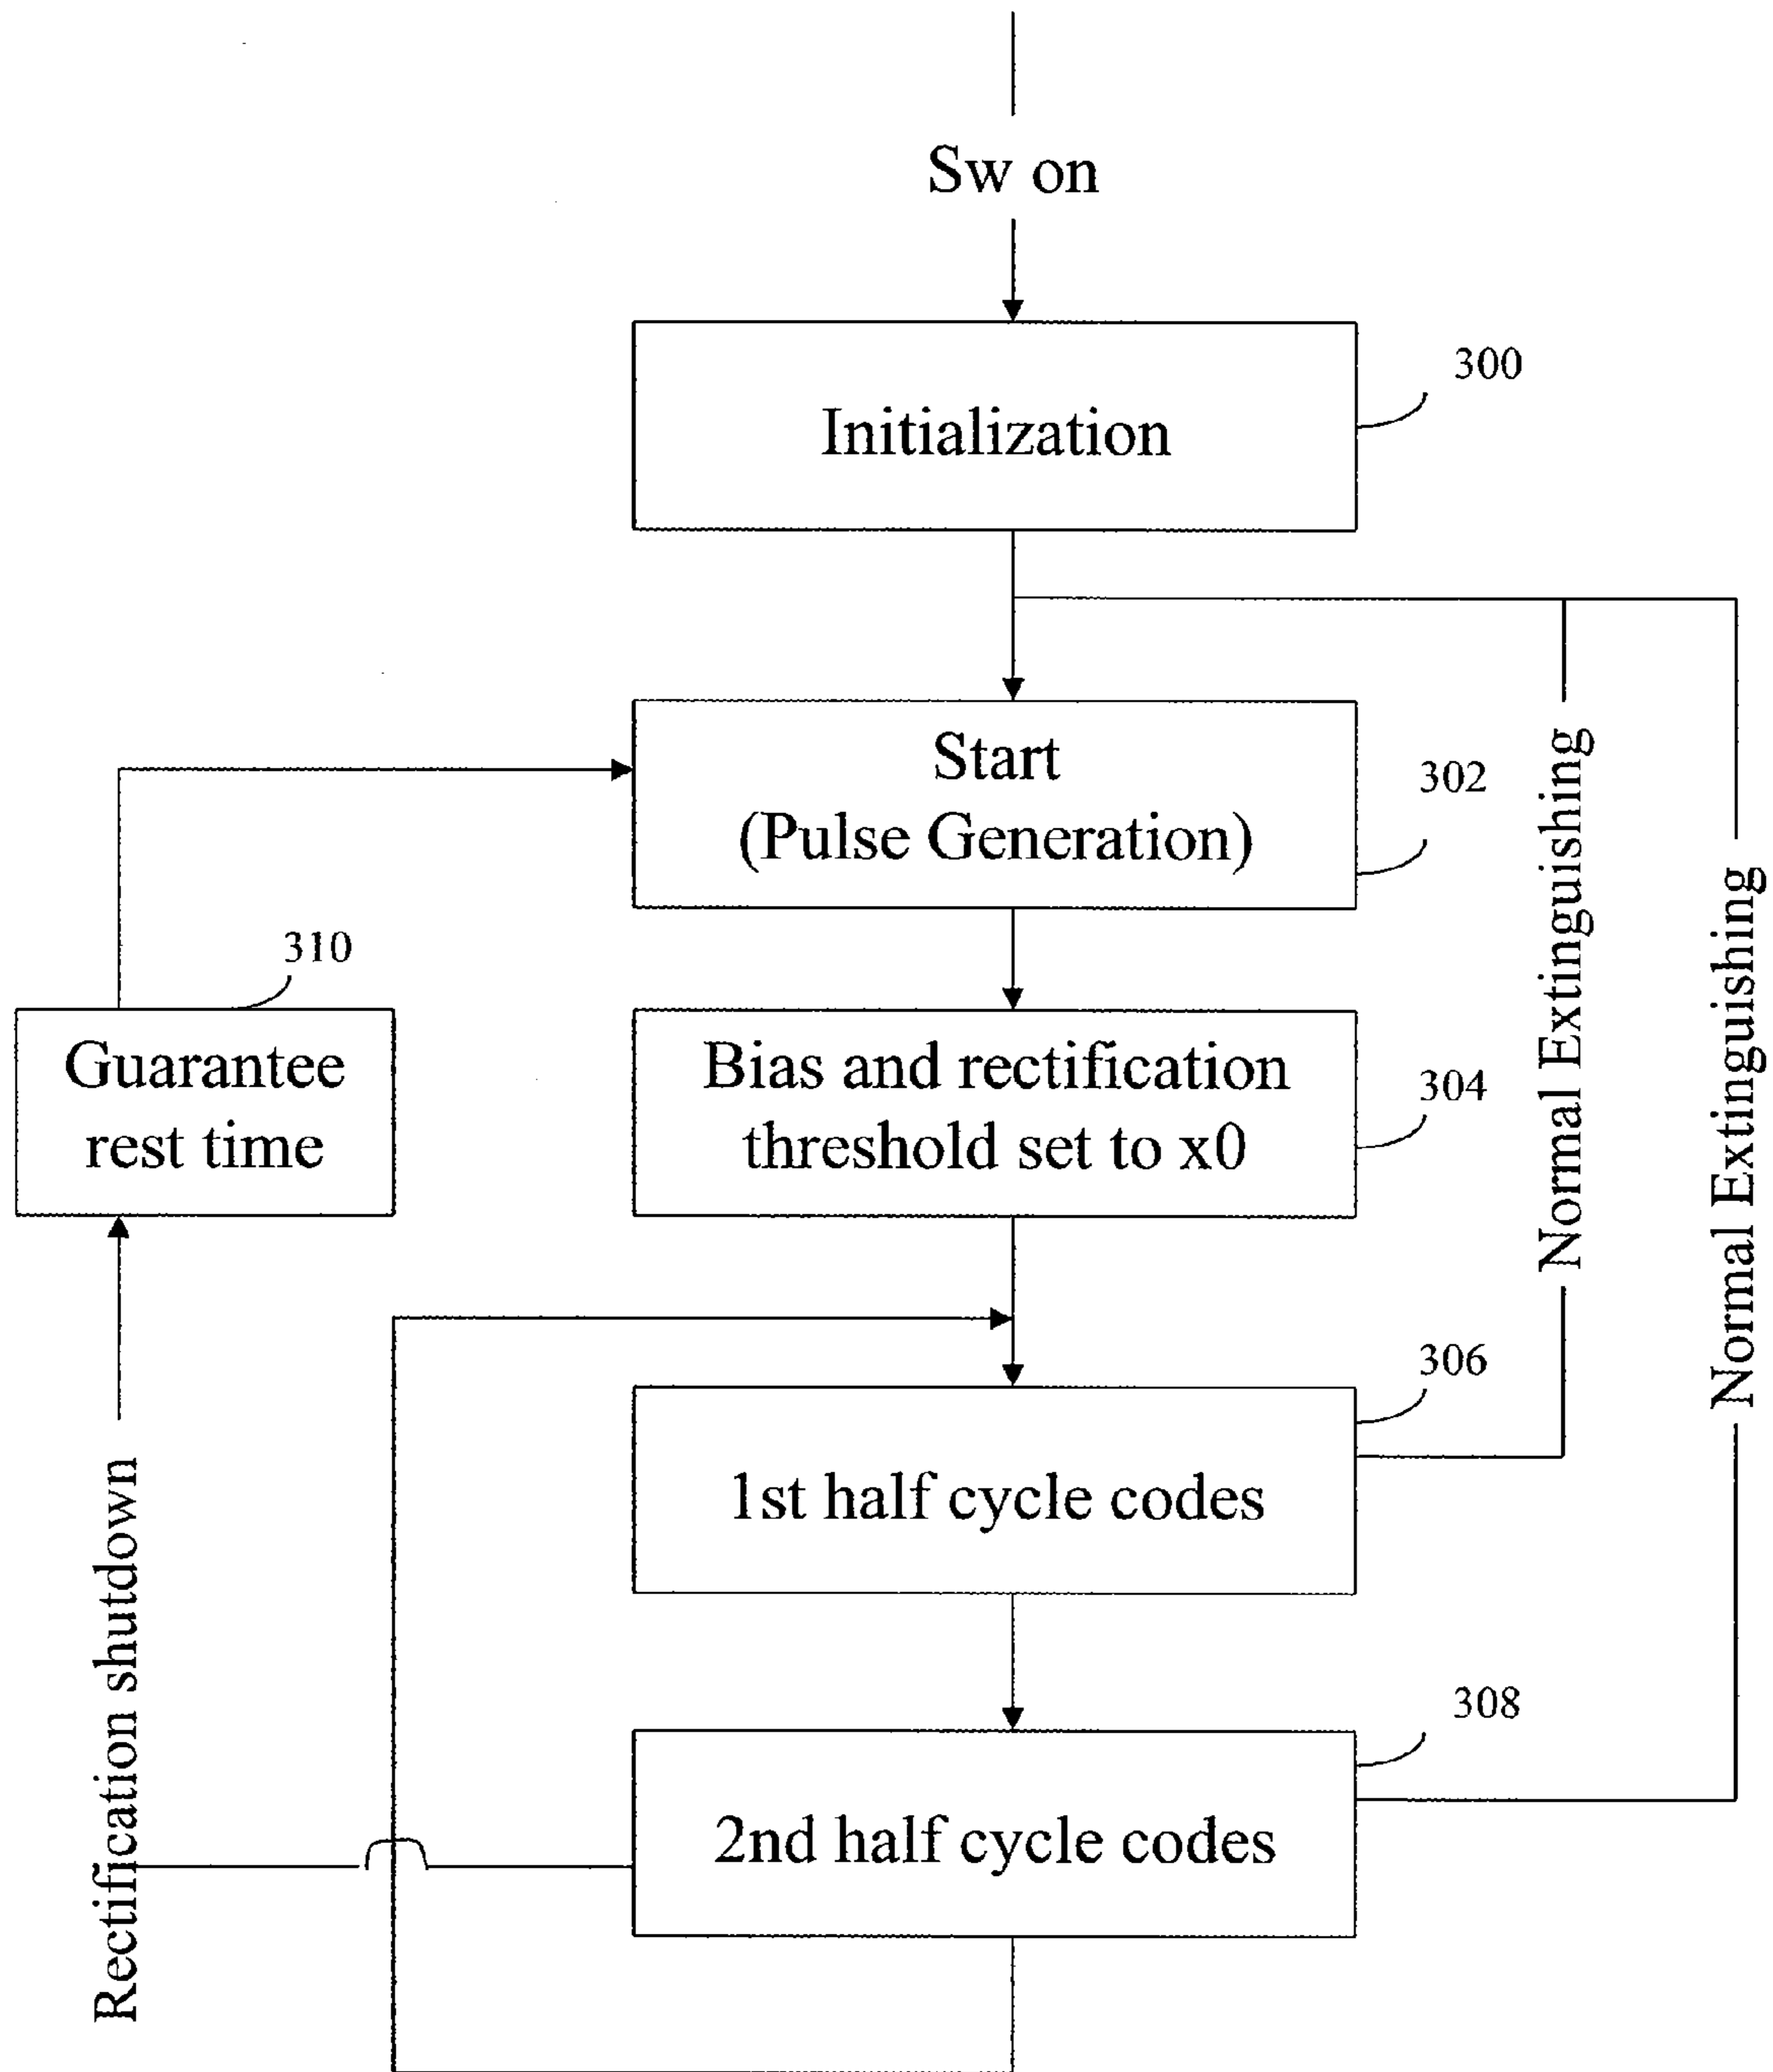 Sw on
300
Initialization
Start
(Pulse Generation)
302
310
Guarantee
rest time
Bias and rectification
threshold set to x0
304
Normal Extinguishing
Normal Extinguishing
306
1st half cycle codes
308
2nd half cycle codes
Rectification shutdown